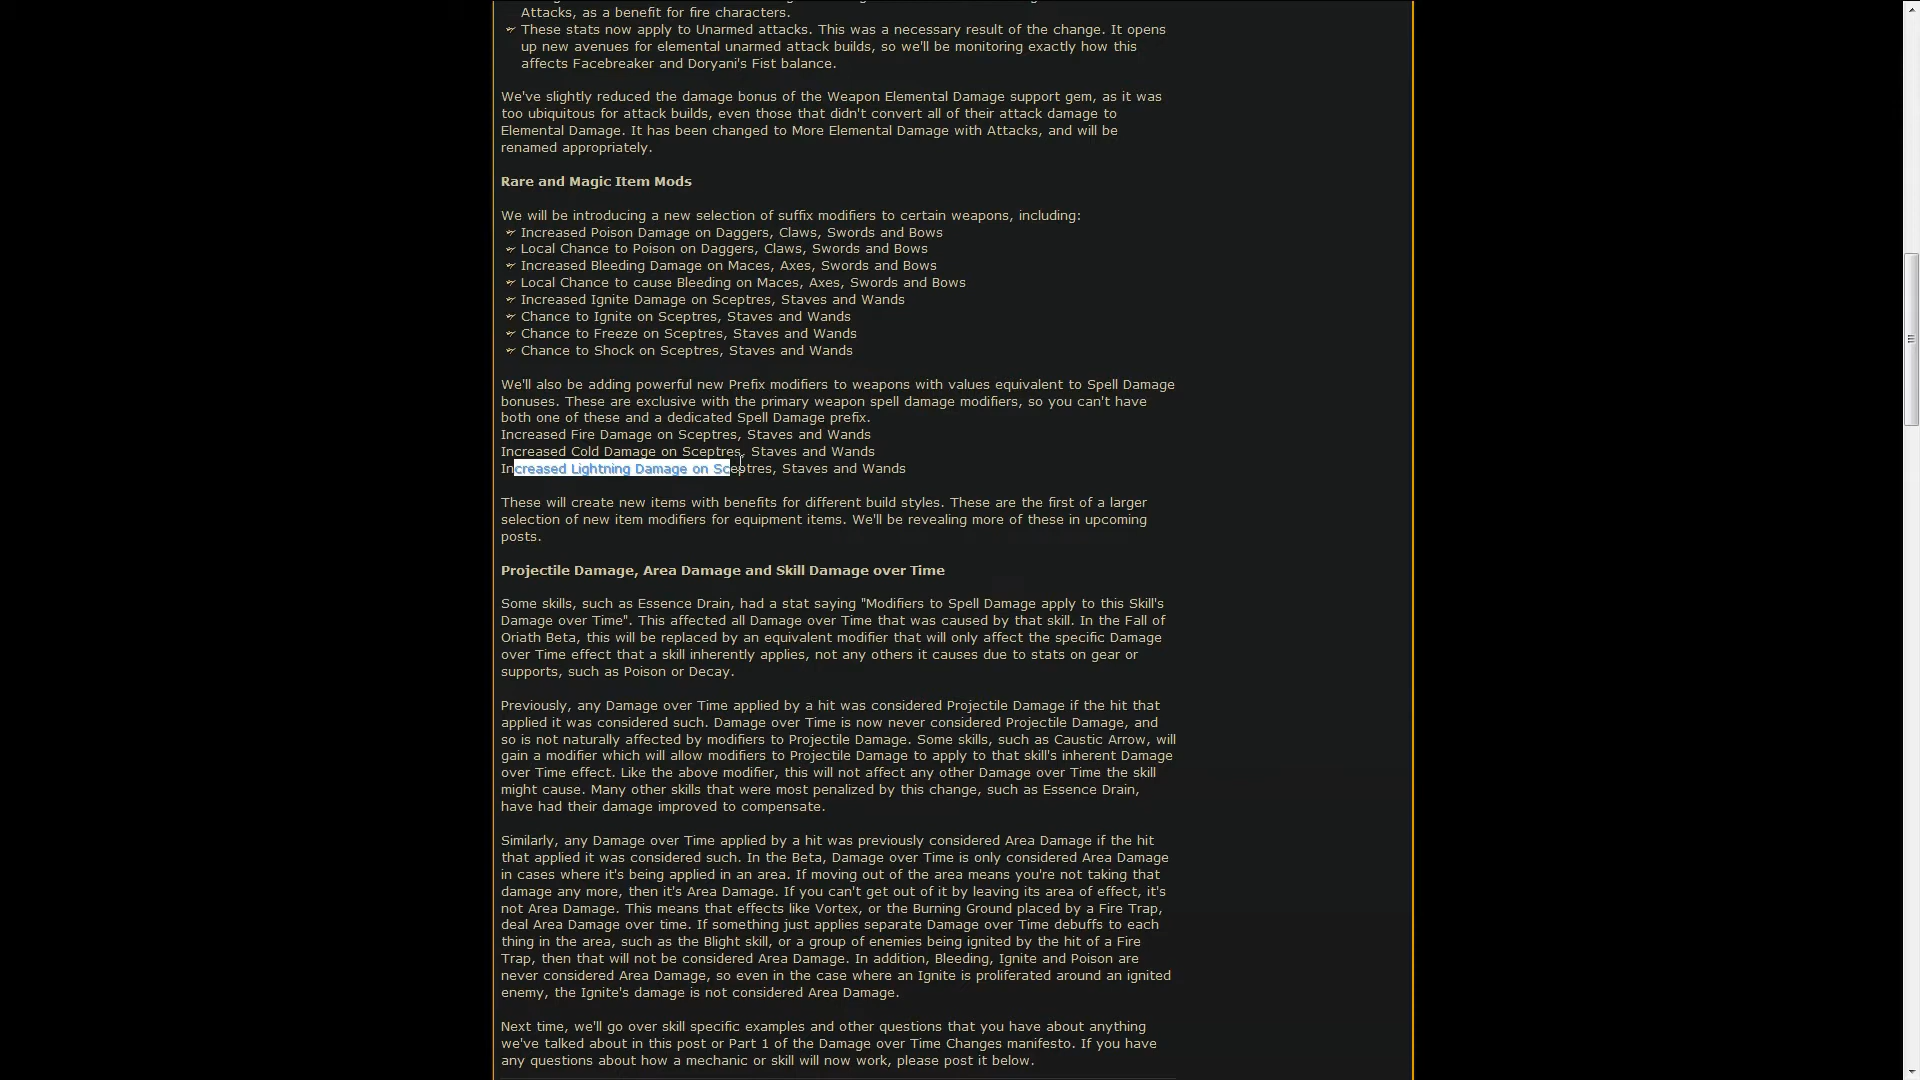 Attacks, as a benefit for fire characters.
These stats now apply to Unarmed attacks. This was a necessary result of the change. It opens
up new avenues for elemental unarmed attack builds, so we'll be monitoring exactly how this
affects Facebreaker and Doryani's Fist balance.
We've slightly reduced the damage bonus of the Weapon Elemental Damage support gem, as it was
too ubiquitous for attack builds, even those that didn't convert all of their attack damage to
Elemental Damage. It has been changed to More Elemental Damage with Attacks, and will be
renamed appropriately.
Rare and Magic Item Mods
We will be introducing a new selection of suffix modifiers to certain weapons, including:
Increased Poison Damage on Daggers, Claws, Swords and Bows
Local Chance to Poison on Daggers, Claws, Swords and Bows
Increased Bleeding Damage on Maces, Axes, Swords and Bows
Local Chance to cause Bleeding on Maces, Axes, Swords and Bows
Increased Ignite Damage on Sceptres, Staves and Wands
Chance to Ignite on Sceptres, Staves and Wands
Chance to Freeze on Sceptres, Staves and Wands
Chance to Shock on Sceptres, Staves and Wands
We'll also be adding powerful new Prefix modifiers to weapons with values equivalent to Spell Damage
bonuses. These are exclusive with the primary weapon spell damage modifiers, so you can't have
both one of these and a dedicated Spell Damage prefix.
Increased Fire Damage on Sceptres, Staves and Wands
Increased Cold Damage on Sceptres, Staves and Wands
Increased Lightning Damage on Sceptres, Staves and Wands
These will create new items with benefits for different build styles. These are the first of a larger
selection of new item modifiers for equipment items. We'll be revealing more of these in upcoming
posts.
Projectile Damage, Area Damage and Skill Damage over Time
Some skills, such as Essence Drain, had a stat saying "Modifiers to Spell Damage apply to this Skill's
Damage over Time". This affected all Damage over Time that was caused by that skill. In the Fall of
Oriath Beta, this will be replaced by an equivalent modifier that will only affect the specific Damage
over Time effect that a skill inherently applies, not any others it causes due to stats on gear or
supports, such as Poison or Decay.
Previously, any Damage over Time applied by a hit was considered Projectile Damage if the hit that
applied it was considered such. Damage over Time is now never considered Projectile Damage, and
so is not naturally affected by modifiers to Projectile Damage. Some skills, such as Caustic Arrow, will
gain a modifier which will allow modifiers to Projectile Damage to apply to that skill's inherent Damage
over Time effect. Like the above modifier, this will not affect any other Damage over Time the skill
might cause. Many other skills that were most penalized by this change, such as Essence Drain,
have had their damage improved to compensate.
Similarly, any Damage over Time applied by a hit was previously considered Area Damage if the hit
that applied it was considered such. In the Beta, Damage over Time is only considered Area Damage
in cases where it's being applied in an area. If moving out of the area means you're not taking that
damage any more, then it's Area Damage. If you can't get out of it by leaving its area of effect, it's
not Area Damage. This means that effects like Vortex, or the Burning Ground placed by a Fire Trap,
deal Area Damage over time. If something just applies separate Damage over Time debuffs to each
thing in the area, such as the Blight skill, or a group of enemies being ignited by the hit of a Fire
Trap, then that will not be considered Area Damage. In addition, Bleeding, Ignite and Poison are
never considered Area Damage, so even in the case where an Ignite is proliferated around an ignited
enemy, the Ignite's damage is not considered Area Damage.
Next time, we'll go over skill specific examples and other questions that you have about anything
we've talked about in this post or Part 1 of the Damage over Time Changes manifesto. If you have
any questions about how a mechanic or skill will now work, please post it below.